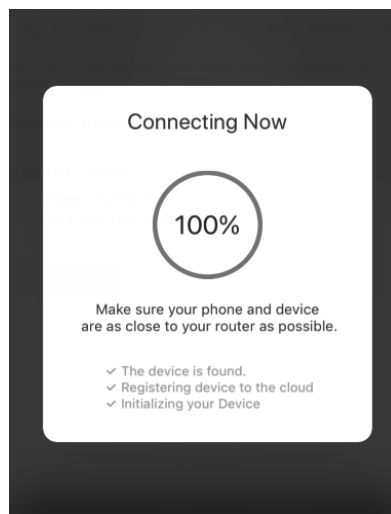 Connecting Now
100%
Make sure your phone and device
are as close to your router as possible.
✓ The device is found.
✓ Registering device to the cloud
✓ Initializing your Device